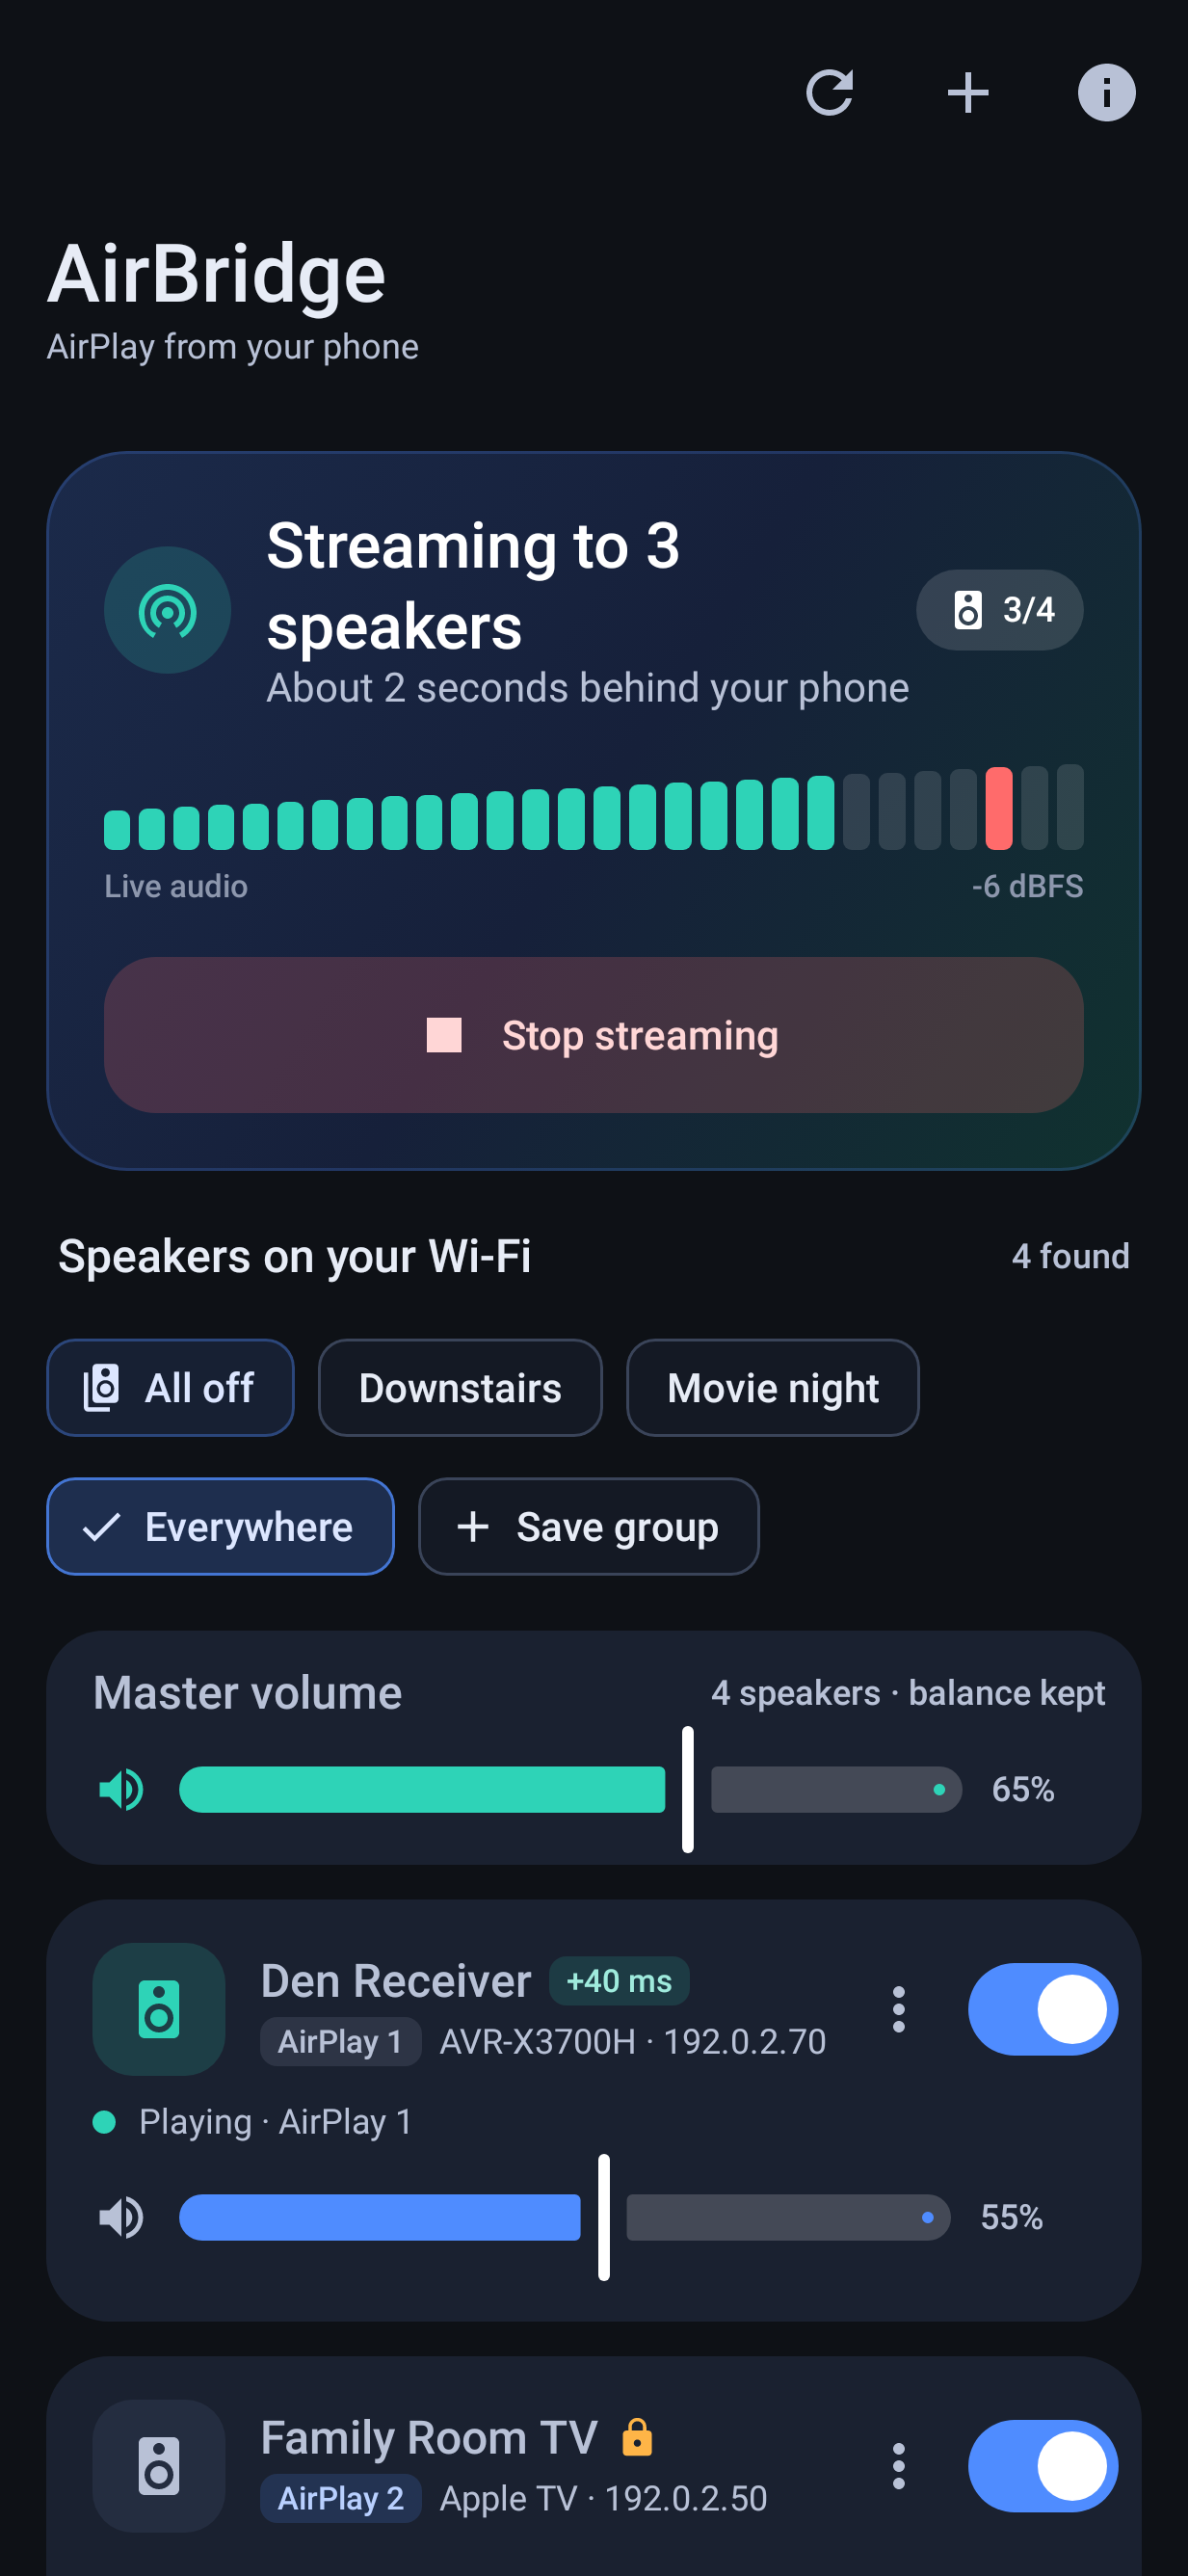 AirBridge
AirPlay from your phone
Streaming to 3
speakers
About 2 seconds behind your phone
3/4
Live audio
-6 dBFS
Stop streaming
Speakers on your Wi-Fi
4 found
All off
Downstairs
Movie night
Everywhere
Save group
Master volume
4 speakers · balance kept
65%
Den Receiver
+40 ms
AirPlay 1
AVR-X3700H · 192.0.2.70
Playing · AirPlay 1
55%
Family Room TV
AirPlay 2
Apple TV · 192.0.2.50